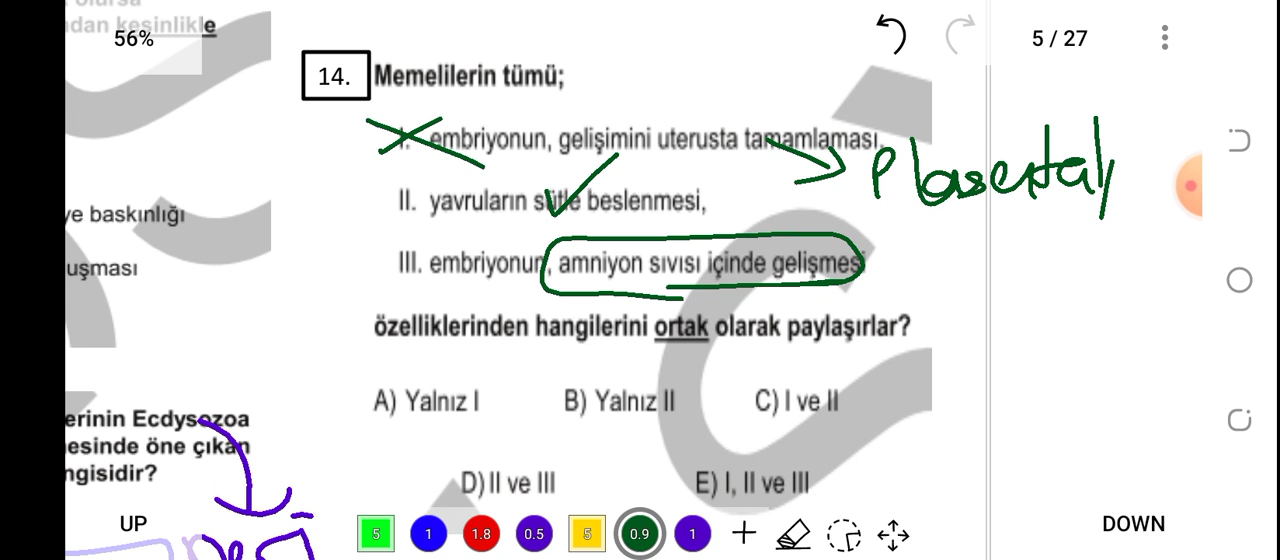 olursa
ndan kesinlikle
56%
5 / 27
14. Memelilerin tümü;
I. embriyonun, gelişimini uterusta tamamlaması,
Plasental
II. yavruların sütle beslenmesi,
III. embriyonun, amniyon sıvısı içinde gelişmesi
özelliklerinden hangilerini ortak olarak paylaşırlar?
A) Yalnız I B) Yalnız II C) I ve II
D) II ve III E) I, II ve III
ye baskınlığı
uşması
erinin Ecdysozoa
esinde öne çıkan
ngisidir?
UP
5 1 1.8 0.5 5 0.9 1
DOWN